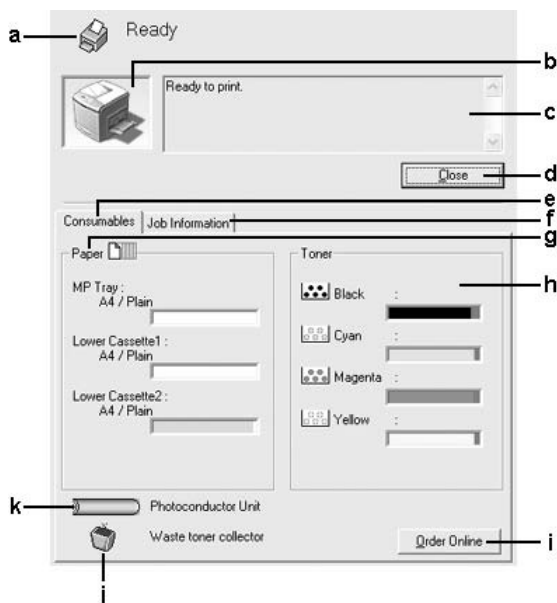 a
Ready
b
Ready to print.
c
Close
d
e
Consumables
Job Information
f
g
Paper
Toner
h
MP Tray :
A4 / Plain
Black :
Lower Cassette1 :
A4 / Plain
Cyan :
Lower Cassette2 :
A4 / Plain
Magenta :
Yellow :
k
Photoconductor Unit
Waste toner collector
Order Online
i
j